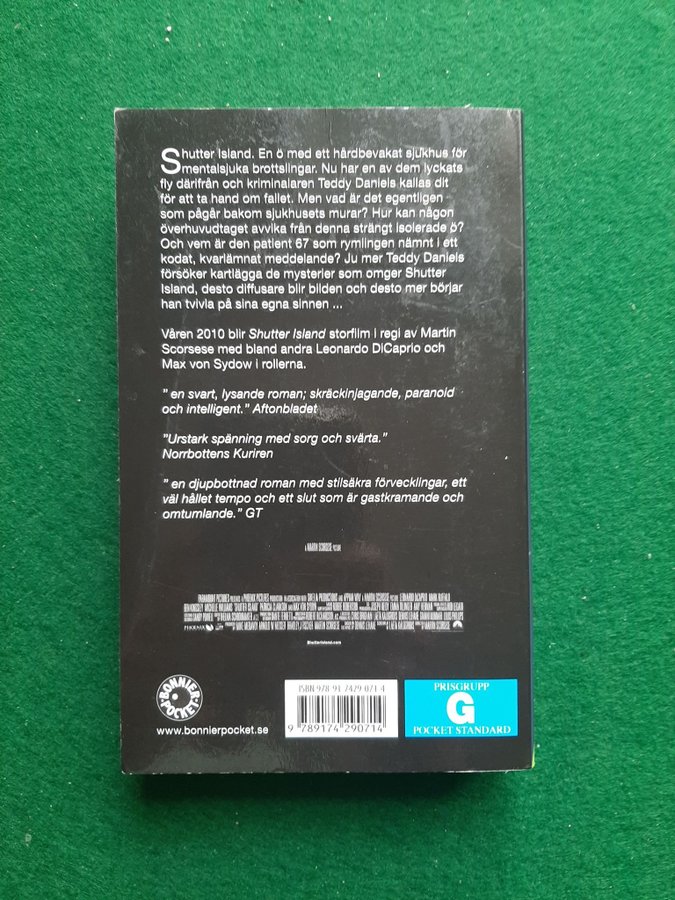 Shutter Island. En ö med ett hårdbevakat sjukhus för
mentalsjuka brottslingar. Nu har en av dem lyckats
fly därifrån och kriminalaren Teddy Daniels kallas dit
för att ta hand om fallet. Men vad är det egentligen
som pågår bakom sjukhusets murar? Hur kan någon
överhuvudtaget avvika från denna strängt isolerade ö?
Och vem är den patient 67 som rymlingen nämnt i ett
kodat, kvarlämnat meddelande? Ju mer Teddy Daniels
försöker kartlägga de mysterier som omger Shutter
Island, desto diffusare blir bilden och desto mer börjar
han tvivla på sina egna sinnen ...
Våren 2010 blir Shutter Island storfilm i regi av Martin
Scorsese med bland andra Leonardo DiCaprio och
Max von Sydow i rollerna.
” en svart, lysande roman; skräckinjagande, paranoid
och intelligent.” Aftonbladet
”Urstark spänning med sorg och svärta.”
Norrbottens Kuriren
” en djupbottnad roman med stilsäkra förvecklingar, ett
väl hållet tempo och ett slut som är gastkramande och
omtumlande.” GT
A MARTIN SCORSESE PICTURE
ShutterIsland.com
BONNIER
POCKET
www.bonnierpocket.se
ISBN 978 91 7429 071 4
9 789174 290714
PRISGRUPP
G
POCKET STANDARD